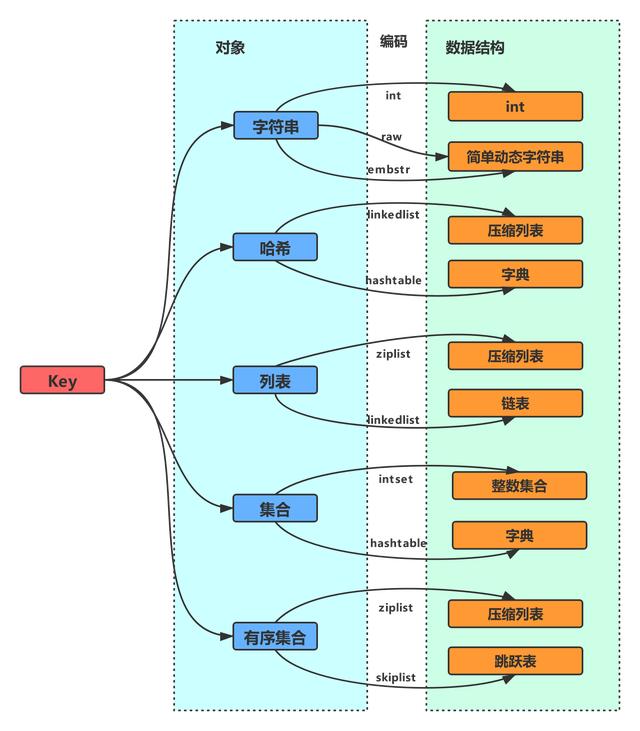 对象
编码
数据结构
Key
字符串
int
int
raw
embstr
简单动态字符串
哈希
linkedlist
压缩列表
hashtable
字典
列表
ziplist
压缩列表
linkedlist
链表
集合
intset
整数集合
hashtable
字典
有序集合
ziplist
压缩列表
skiplist
跳跃表